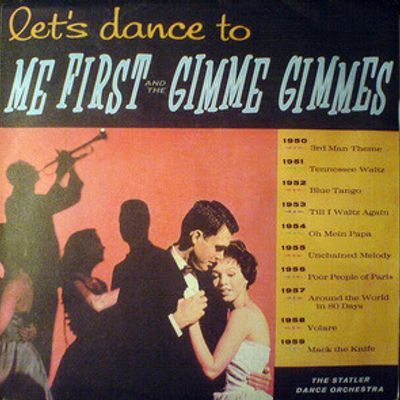 let's dance to
ME FIRST AND THE GIMME GIMMES
1950
3rd Man Theme
1951
Tennessee Waltz
1952
Blue Tango
1953
Till I Waltz Again
1954
Oh Mein Papa
1955
Unchained Melody
1956
Poor People of Paris
1957
Around the World
in 80 Days
1958
Volare
1959
Mack the Knife
THE STATLER
DANCE ORCHESTRA